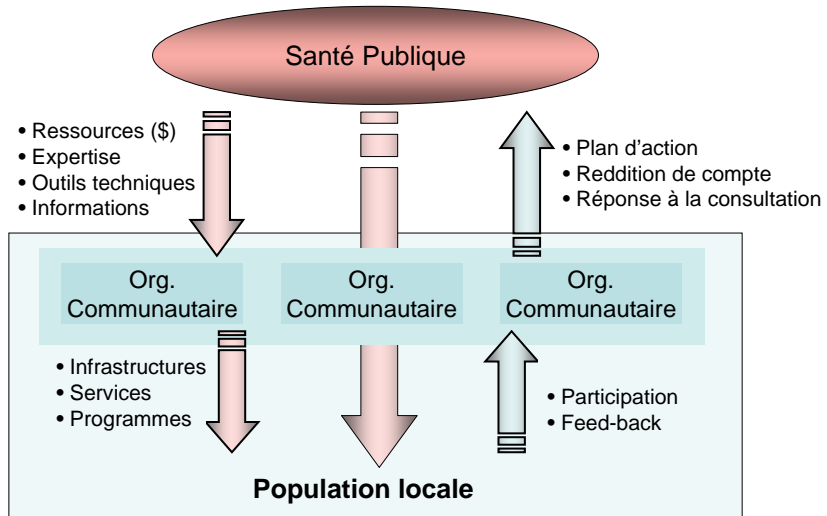 Santé Publique
• Ressources ($)
• Expertise
• Outils techniques
• Informations
• Plan d'action
• Reddition de compte
• Réponse à la consultation
Org.
Communautaire
Org.
Communautaire
Org.
Communautaire
• Infrastructures
• Services
• Programmes
• Participation
• Feed-back
Population locale